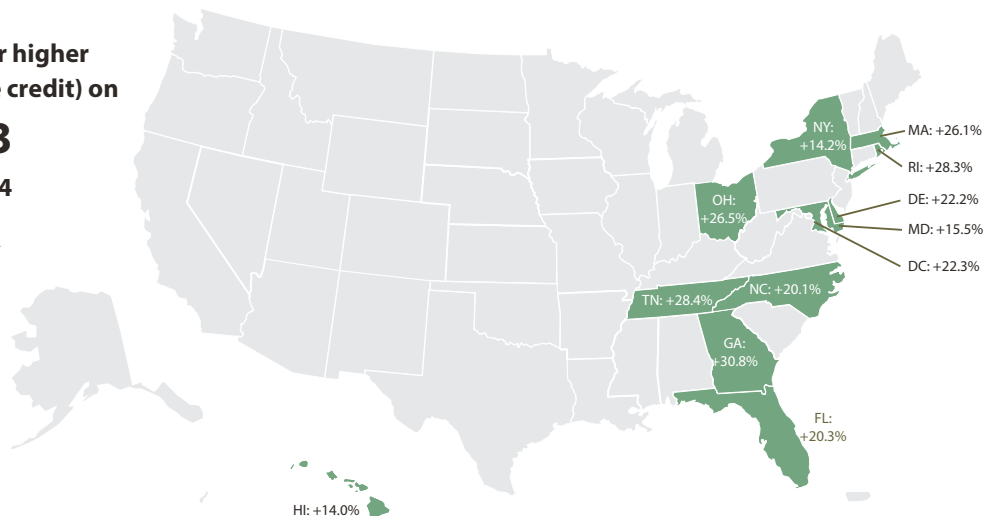 r higher
credit) on
3
4
NY:
+14.2%
MA: +26.1%
RI: +28.3%
OH:
+26.5%
DE: +22.2%
MD: +15.5%
DC: +22.3%
TN: +28.4%
NC: +20.1%
GA:
+30.8%
FL:
+20.3%
HI: +14.0%